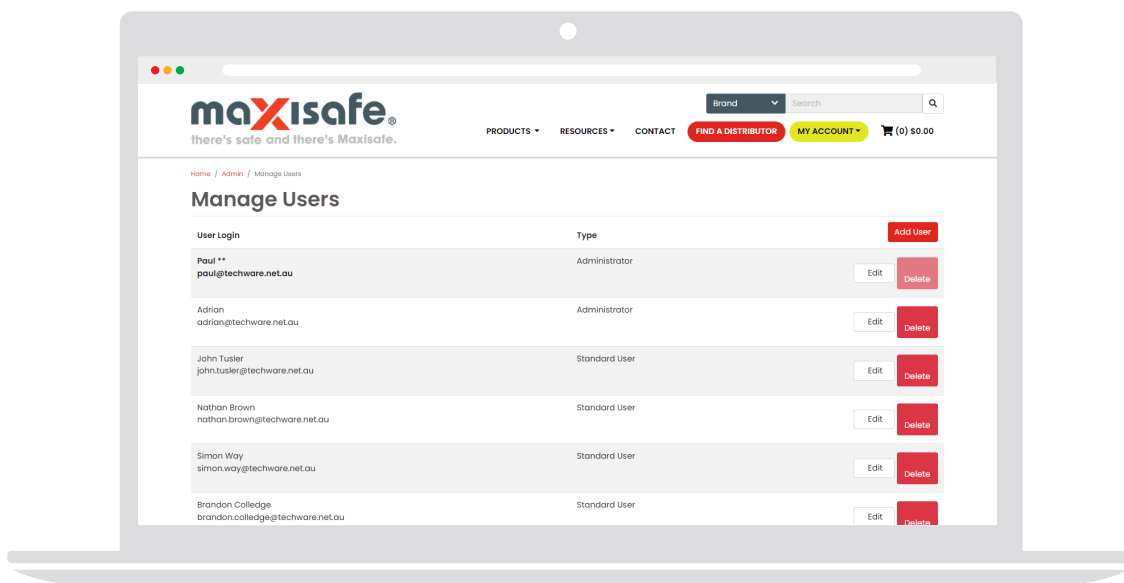 maxisafe®
there's safe and there's Maxisafe.
Brand
Search
PRODUCTS
RESOURCES
CONTACT
FIND A DISTRIBUTOR
MY ACCOUNT
(0) $0.00
Home / Admin / Manage Users
Manage Users
User Login
Type
Add User
Paul **
paul@techware.net.au
Administrator
Edit
Delete
Adrian
adrian@techware.net.au
Administrator
Edit
Delete
John Tusler
john.tusler@techware.net.au
Standard User
Edit
Delete
Nathan Brown
nathan.brown@techware.net.au
Standard User
Edit
Delete
Simon Way
simon.way@techware.net.au
Standard User
Edit
Delete
Brandon Colledge
brandon.colledge@techware.net.au
Standard User
Edit
Delete